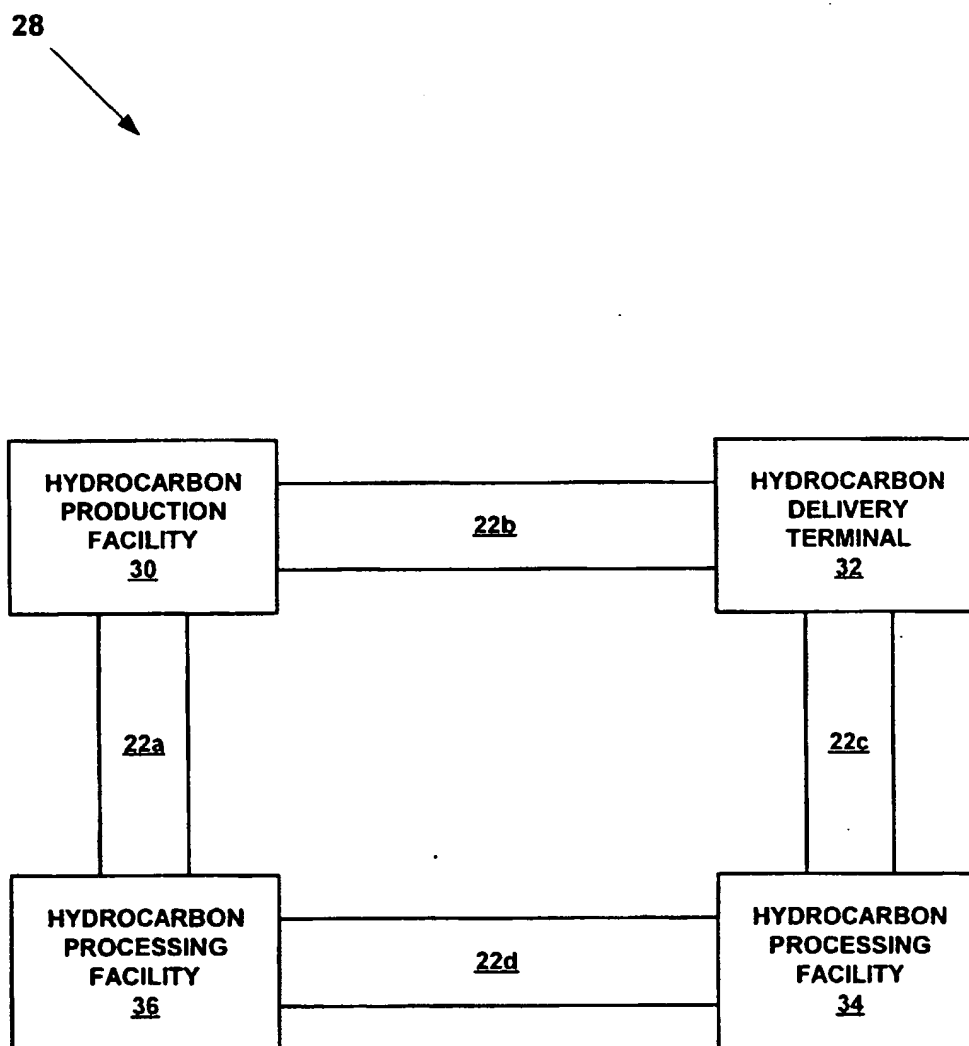 28
HYDROCARBON
PRODUCTION
FACILITY
30
22b
HYDROCARBON
DELIVERY
TERMINAL
32
22a
22c
HYDROCARBON
PROCESSING
FACILITY
36
22d
HYDROCARBON
PROCESSING
FACILITY
34